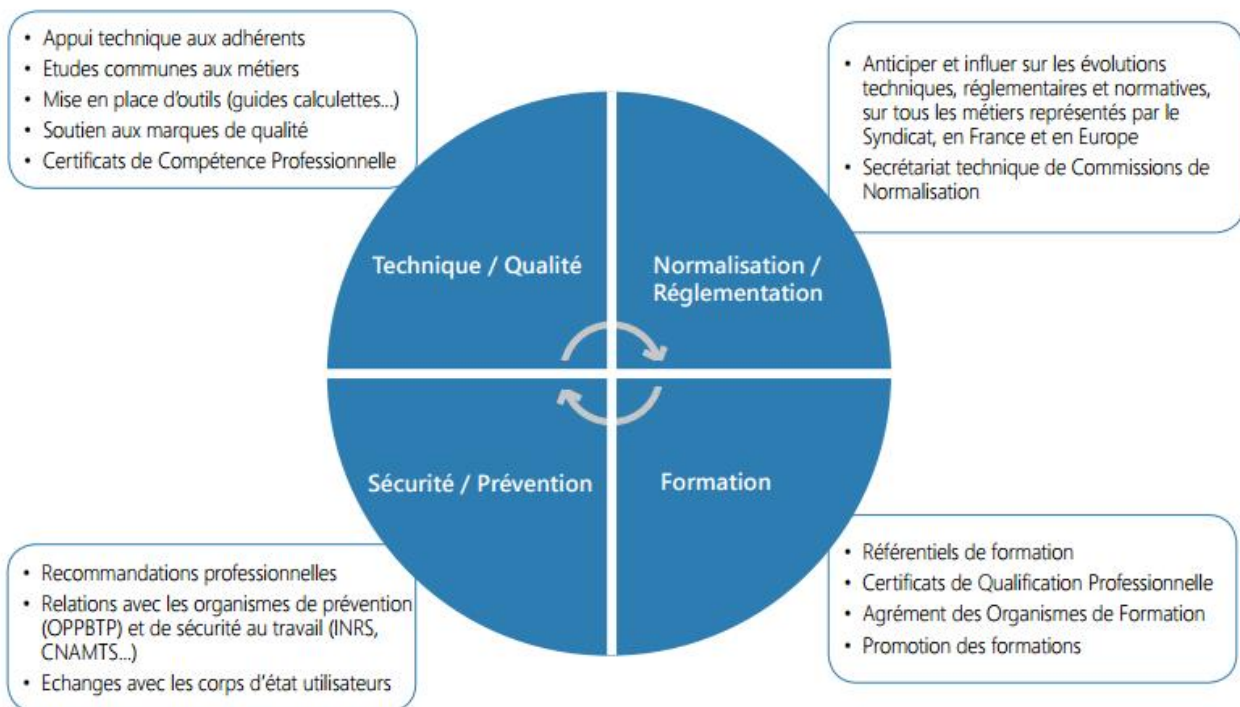 • Appui technique aux adhérents
• Etudes communes aux métiers
• Mise en place d'outils (guides calculettes...)
• Soutien aux marques de qualité
• Certificats de Compétence Professionnelle
• Anticiper et influer sur les évolutions
techniques, réglementaires et normatives,
sur tous les métiers représentés par le
Syndicat, en France et en Europe
• Secrétariat technique de Commissions de
Normalisation
Technique / Qualité
Normalisation /
Réglementation
Sécurité / Prévention
Formation
• Recommandations professionnelles
• Relations avec les organismes de prévention
(OPPBTP) et de sécurité au travail (INRS,
CNAMTS...)
• Echanges avec les corps d'état utilisateurs
• Référentiels de formation
• Certificats de Qualification Professionnelle
• Agrément des Organismes de Formation
• Promotion des formations